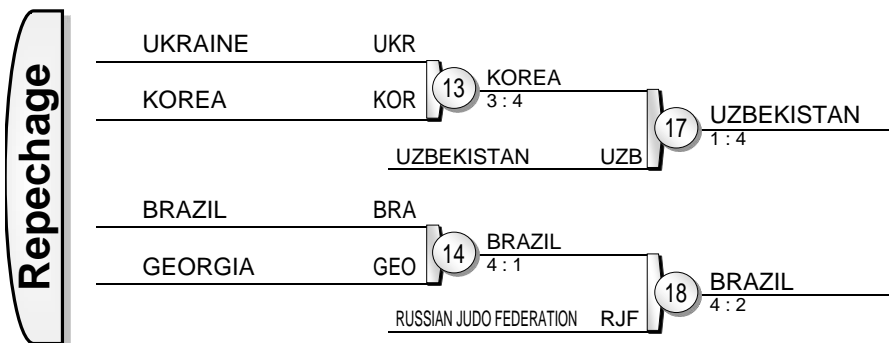 Repechage
UKRAINE UKR
KOREA KOR
13
KOREA
3 : 4
UZBEKISTAN UZB
17
UZBEKISTAN
1 : 4
BRAZIL BRA
GEORGIA GEO
14
BRAZIL
4 : 1
RUSSIAN JUDO FEDERATION RJF
18
BRAZIL
4 : 2